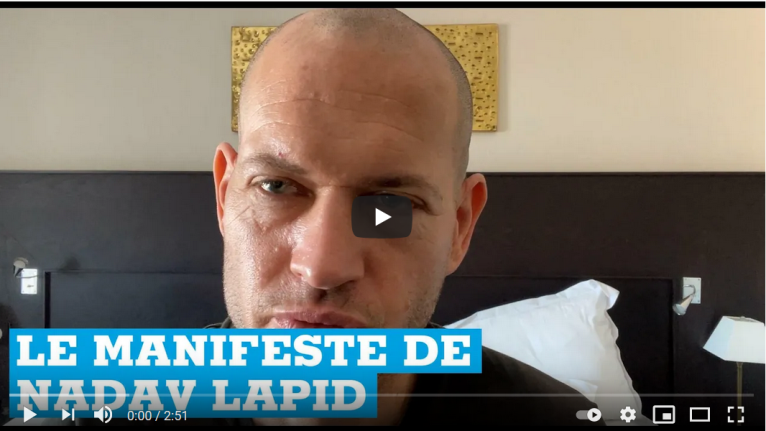 LE MANIFESTE DE
NADAV LAPID
0:00 / 2:51